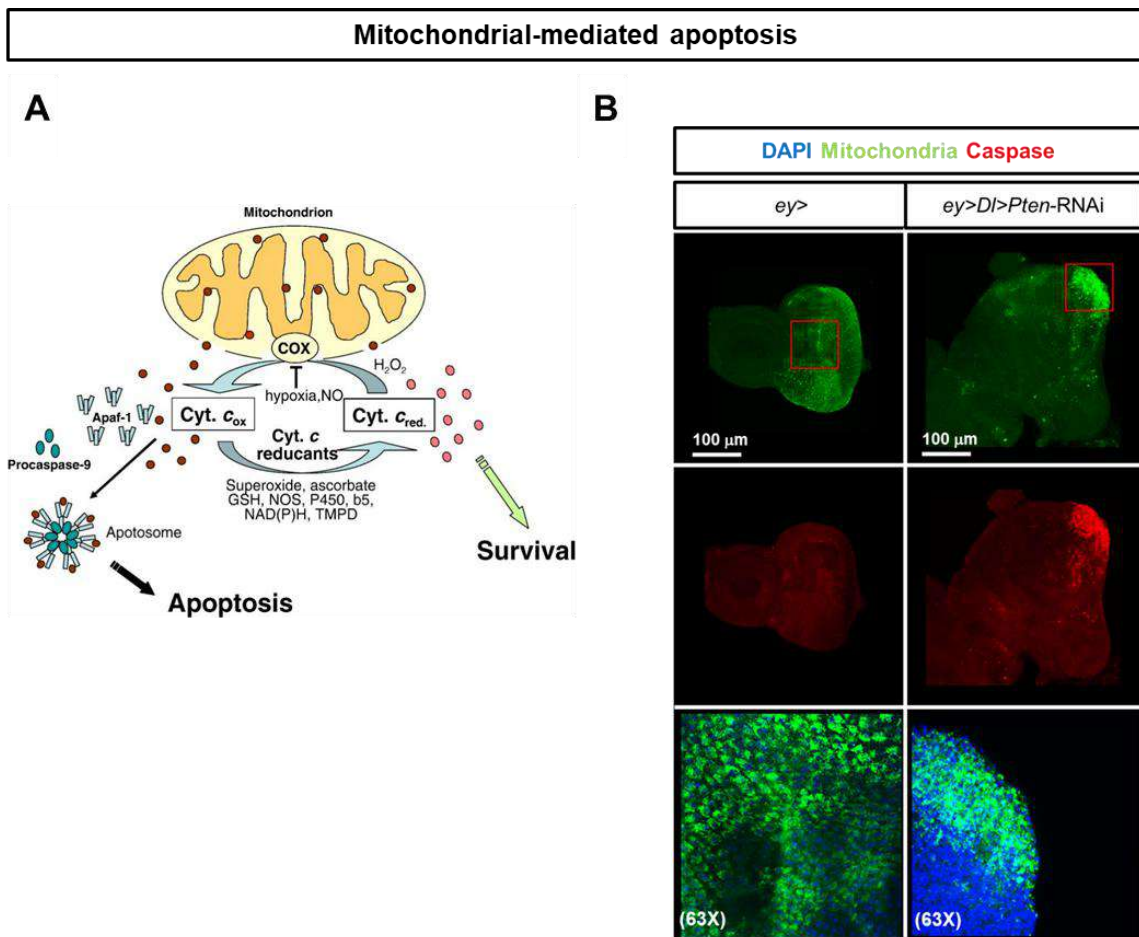 Mitochondrial-mediated apoptosis
A
Mitochondrion
COX
H2O2
hypoxia,NO
Apaf-1
Cyt. cox
Cyt. cred.
Procaspase-9
Cyt. c
reductants
Superoxide, ascorbate
GSH, NOS, P450, b5,
NAD(P)H, TMPD
Apotosome
Survival
Apoptosis
B
DAPI Mitochondria Caspase
ey>
ey>Dl>Pten-RNAi
100 µm
100 µm
(63X)
(63X)